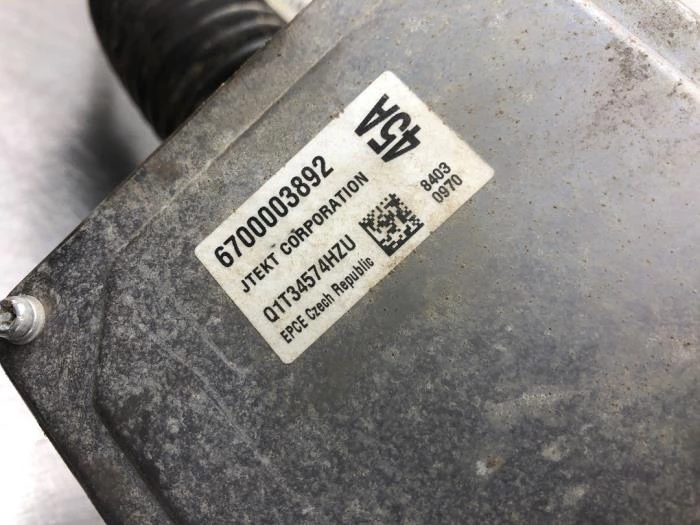 6700003892
JTEKT CORPORATION
Q1T34574HZU
EPCE Czech Republic
45A
8403
0970